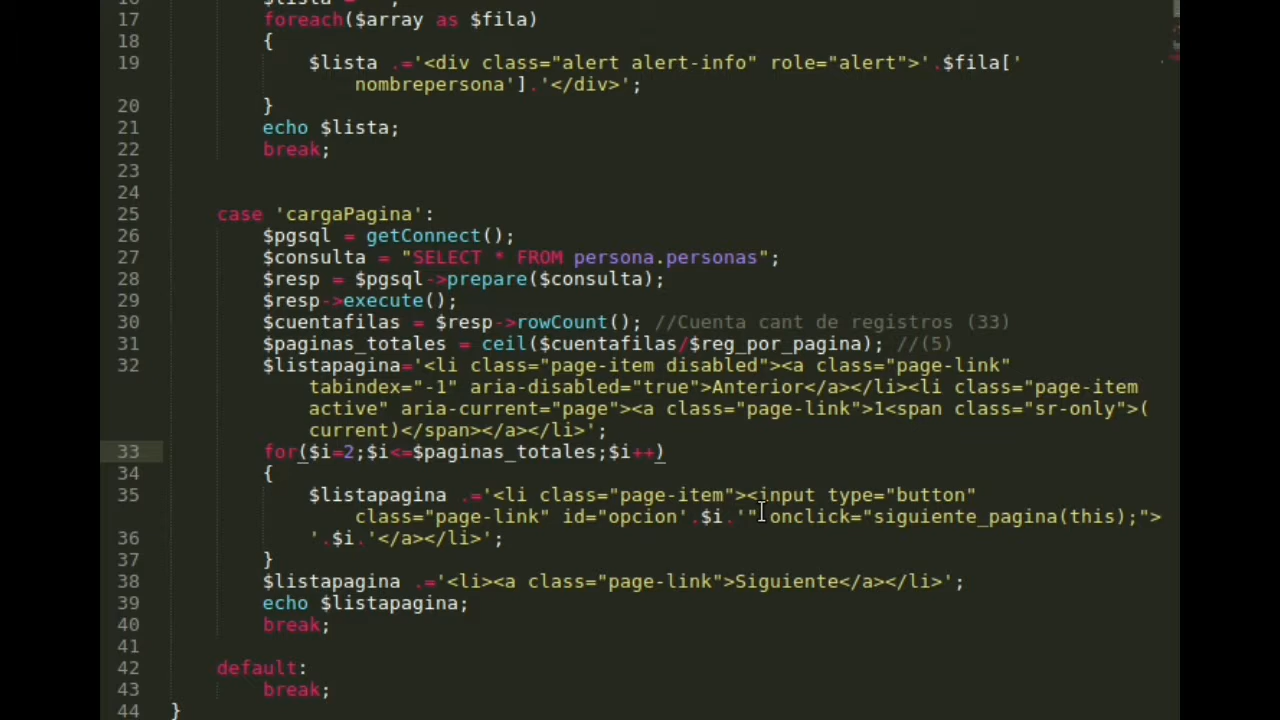 17 foreach($array as $fila)
18 {
19 $lista .='<div class="alert alert-info" role="alert">'.$fila['
nombrepersona'].'</div>';
20 }
21 echo $lista;
22 break;
23
24
25 case 'cargaPagina':
26 $pgsql = getConnect();
27 $consulta = "SELECT * FROM persona.personas";
28 $resp = $pgsql->prepare($consulta);
29 $resp->execute();
30 $cuentafilas = $resp->rowCount(); //Cuenta cant de registros (33)
31 $paginas_totales = ceil($cuentafilas/$reg_por_pagina); //(5)
32 $listapagina='<li class="page-item disabled"><a class="page-link"
tabindex="-1" aria-disabled="true">Anterior</a></li><li class="page-item
active" aria-current="page"><a class="page-link">1<span class="sr-only">(
current)</span></a></li>';
33 for($i=2;$i<=$paginas_totales;$i++)
34 {
35 $listapagina .='<li class="page-item"><input type="button"
class="page-link" id="opcion'.$i.'" onclick="siguiente_pagina(this);">
36 '.$i.'</a></li>';
37 }
38 $listapagina .='<li><a class="page-link">Siguiente</a></li>';
39 echo $listapagina;
40 break;
41
42 default:
43 break;
44 }